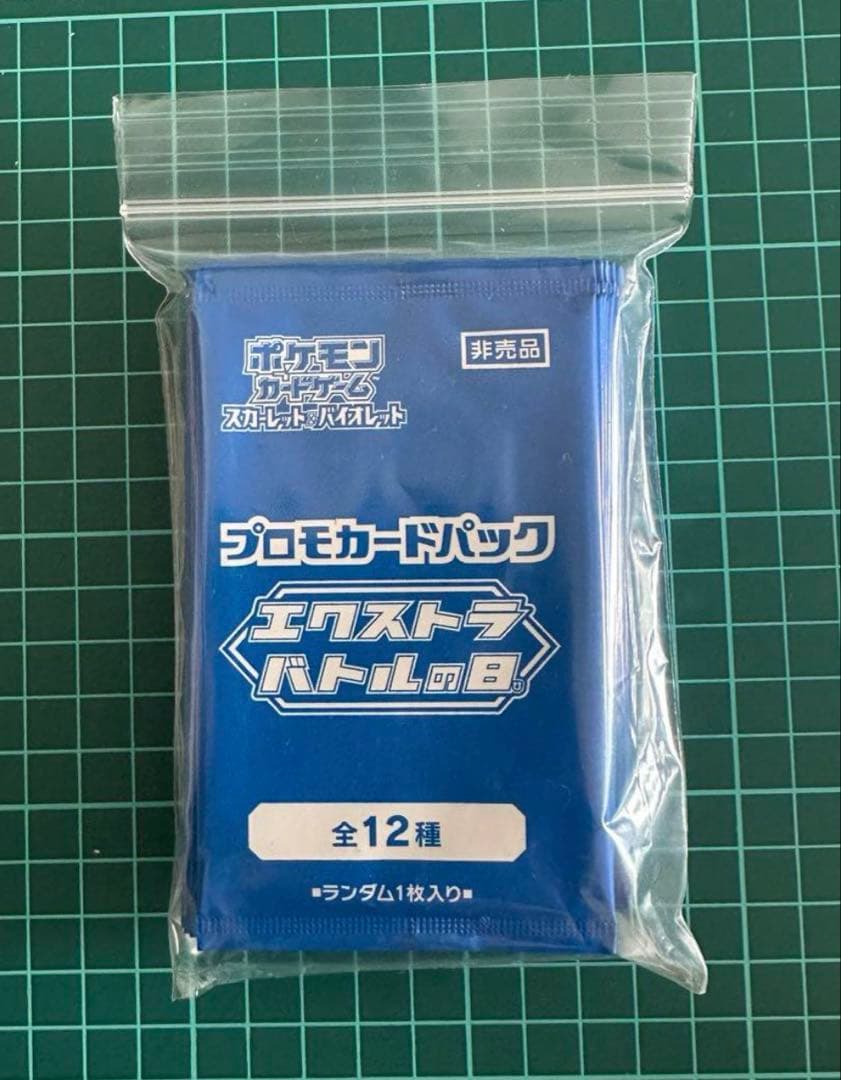 ポケモン
カードゲーム™
スカーレット&バイオレット
非売品
プロモカードパック
エクストラ
バトルの日
全12種
■ランダム1枚入り■